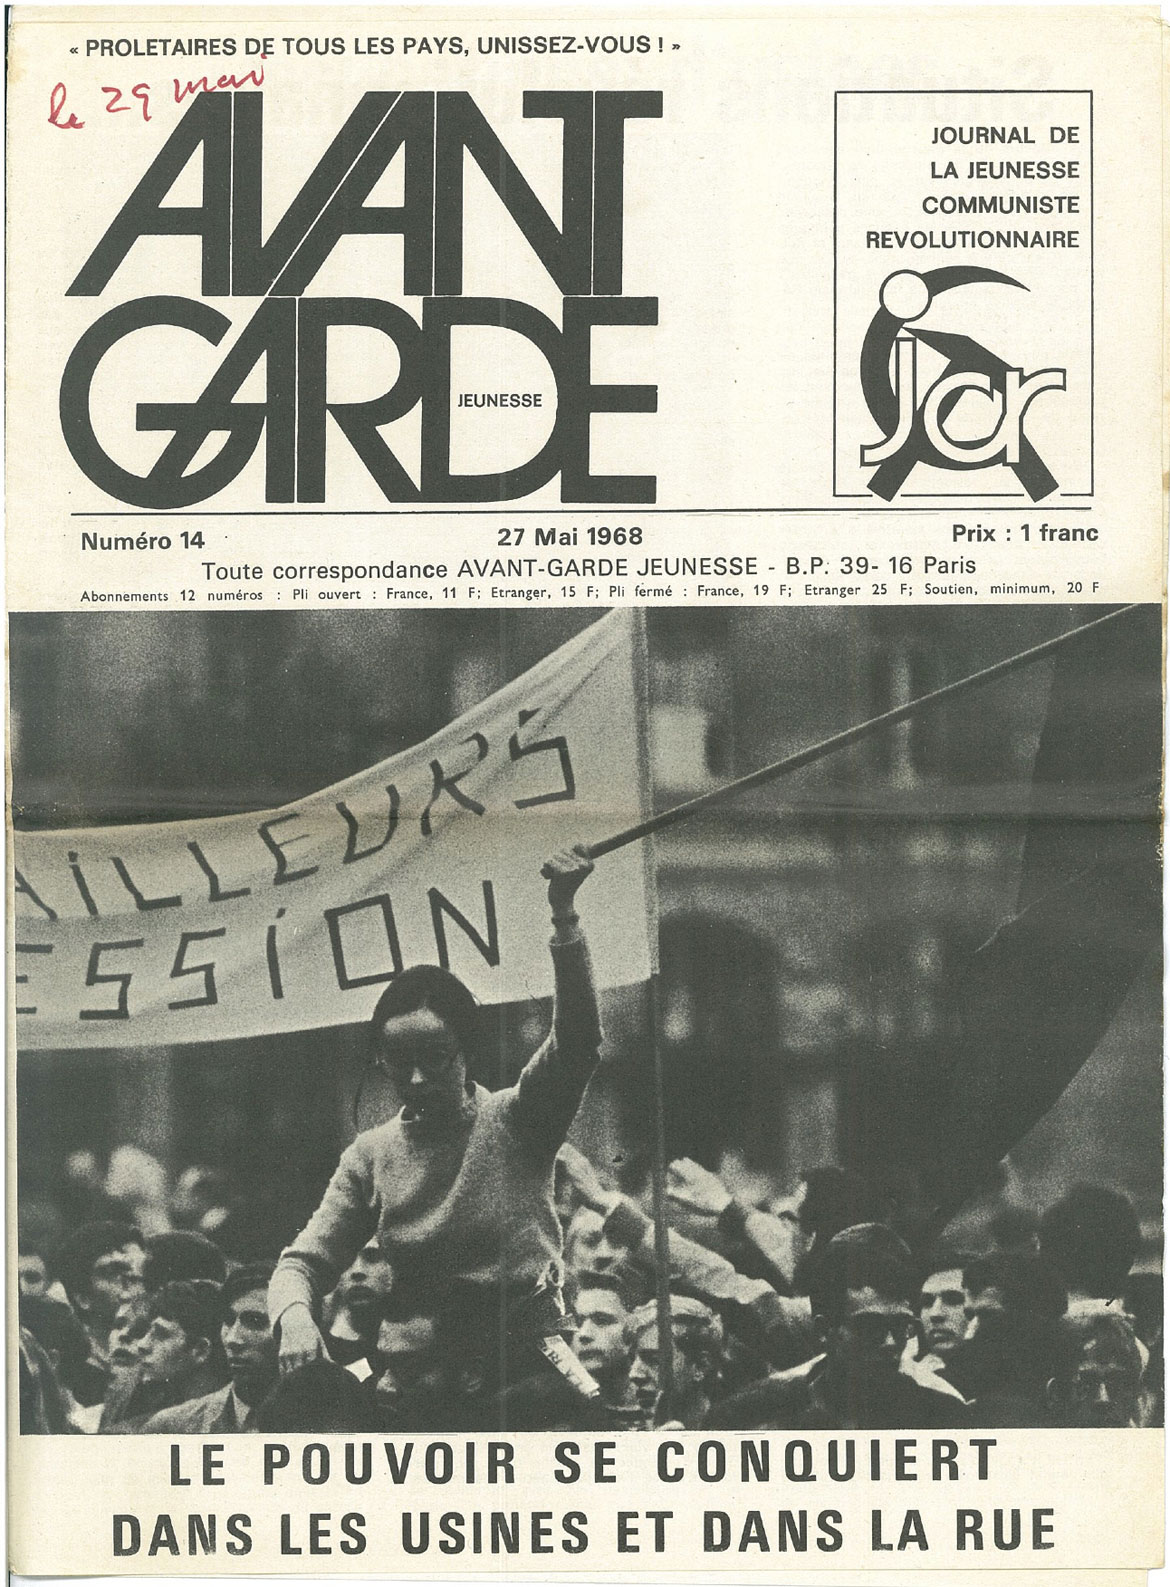 « PROLETAIRES DE TOUS LES PAYS, UNISSEZ-VOUS ! »
le 29 mai
AVANT
GARDE
JEUNESSE
JOURNAL DE
LA JEUNESSE
COMMUNISTE
REVOLUTIONNAIRE
jcr
Numéro 14 27 Mai 1968 Prix : 1 franc
Toute correspondance AVANT-GARDE JEUNESSE - B.P. 39- 16 Paris
Abonnements 12 numéros : Pli ouvert : France, 11 F; Etranger, 15 F; Pli fermé : France, 19 F; Etranger 25 F; Soutien, minimum, 20 F
AILLEURS
ESSION
LE POUVOIR SE CONQUIERT
DANS LES USINES ET DANS LA RUE